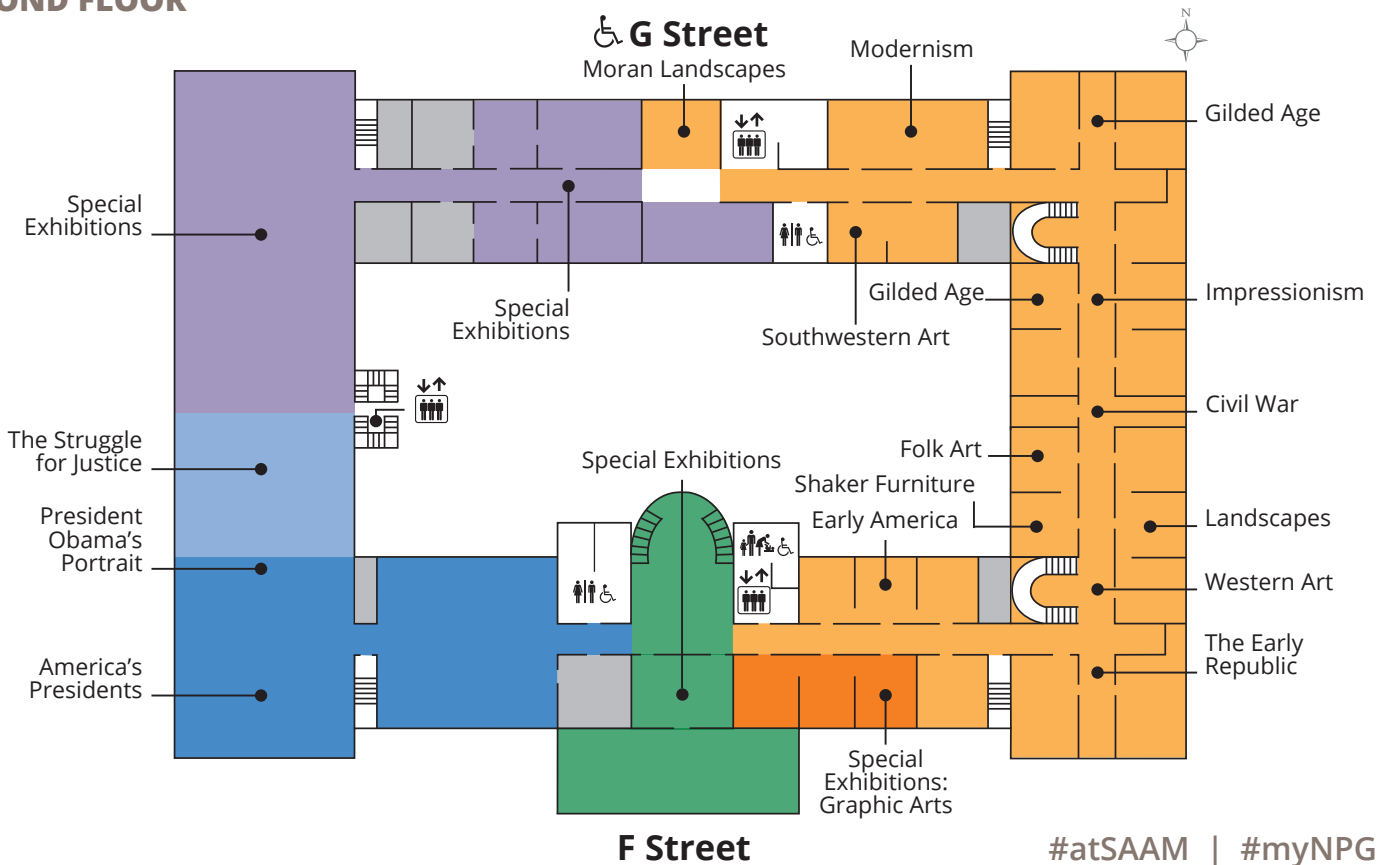 G Street
N
Moran Landscapes
Modernism
Gilded Age
Special
Exhibitions
Special
Exhibitions
Gilded Age
Impressionism
Southwestern Art
Civil War
The Struggle
for Justice
Special Exhibitions
Folk Art
Shaker Furniture
Early America
Landscapes
President
Obama's
Portrait
Western Art
The Early
Republic
America's
Presidents
Special
Exhibitions:
Graphic Arts
F Street
#atSAAM | #myNPG